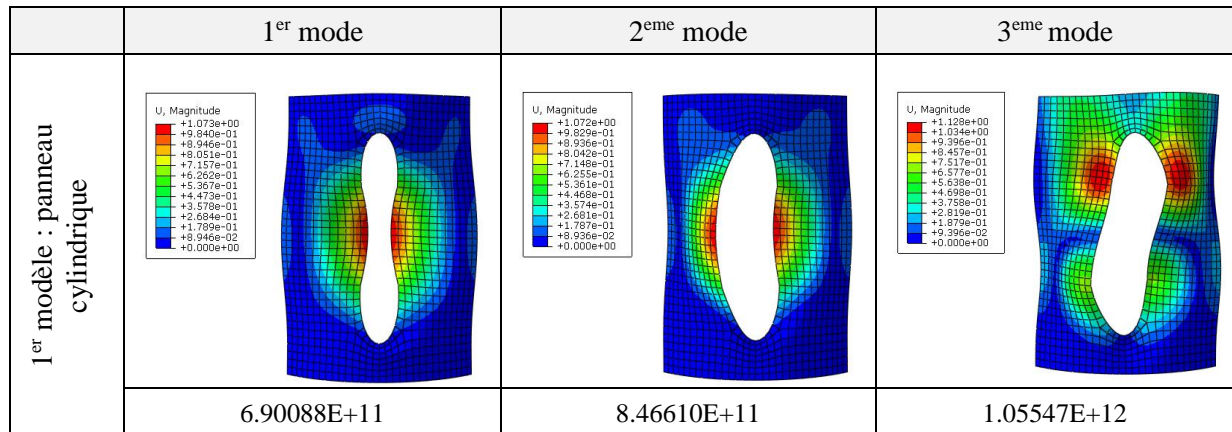 1er mode
2eme mode
3eme mode
1er modèle : panneau
cylindrique
U, Magnitude
+1.073e+00
+9.840e-01
+8.946e-01
+8.051e-01
+7.157e-01
+6.262e-01
+5.367e-01
+4.473e-01
+3.578e-01
+2.684e-01
+1.789e-01
+8.946e-02
+0.000e+00
U, Magnitude
+1.072e+00
+9.829e-01
+8.936e-01
+8.042e-01
+7.148e-01
+6.255e-01
+5.361e-01
+4.468e-01
+3.574e-01
+2.681e-01
+1.787e-01
+8.936e-02
+0.000e+00
U, Magnitude
+1.128e+00
+1.034e+00
+9.396e-01
+8.457e-01
+7.517e-01
+6.577e-01
+5.638e-01
+4.698e-01
+3.758e-01
+2.819e-01
+1.879e-01
+9.396e-02
+0.000e+00
6.90088E+11
8.46610E+11
1.05547E+12